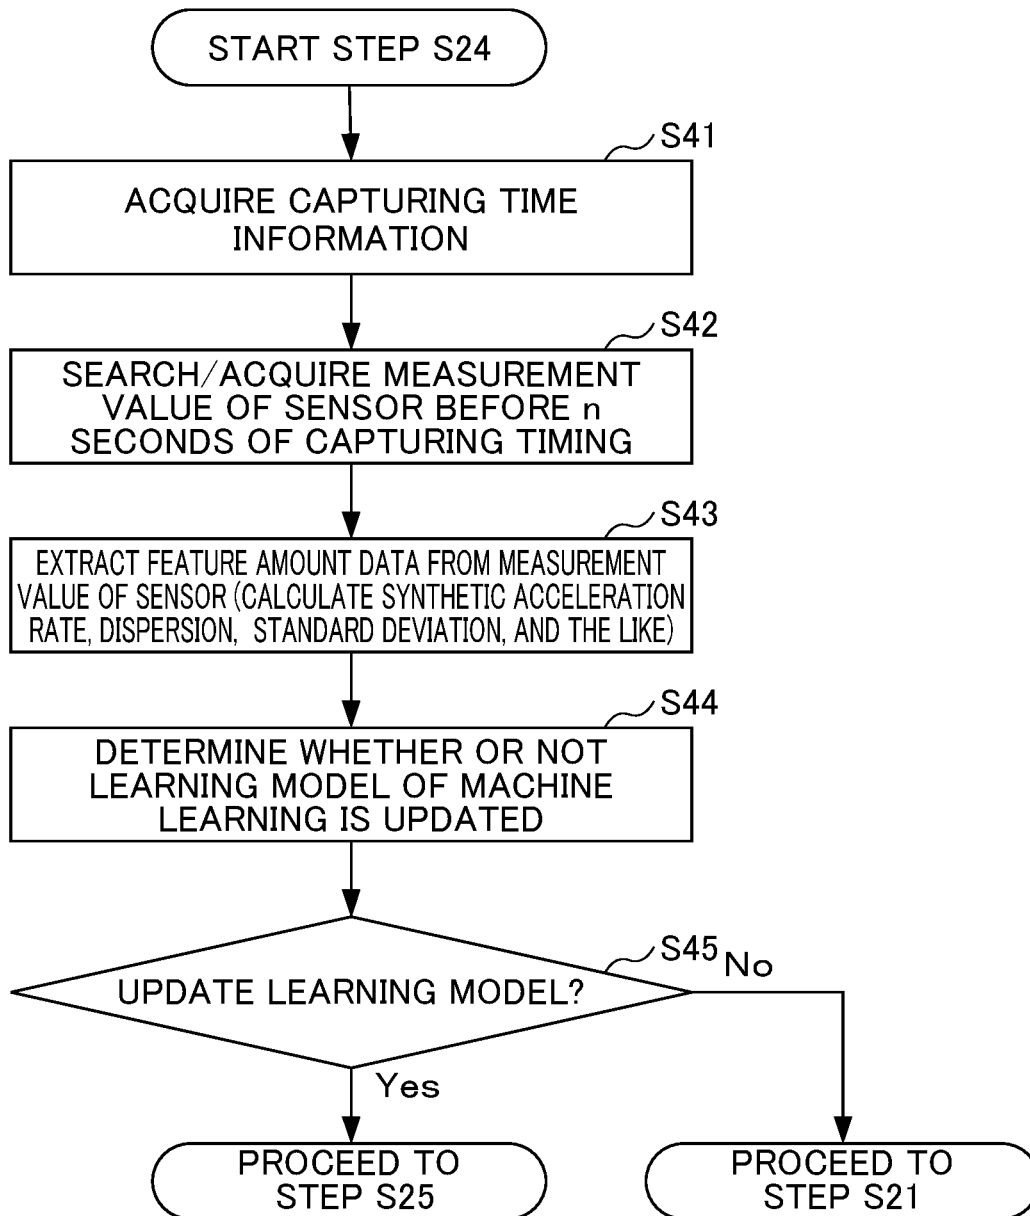 START STEP S24
S41
ACQUIRE CAPTURING TIME
INFORMATION
S42
SEARCH/ACQUIRE MEASUREMENT
VALUE OF SENSOR BEFORE n
SECONDS OF CAPTURING TIMING
S43
EXTRACT FEATURE AMOUNT DATA FROM MEASUREMENT
VALUE OF SENSOR (CALCULATE SYNTHETIC ACCELERATION
RATE, DISPERSION, STANDARD DEVIATION, AND THE LIKE)
S44
DETERMINE WHETHER OR NOT
LEARNING MODEL OF MACHINE
LEARNING IS UPDATED
S45
No
UPDATE LEARNING MODEL?
Yes
PROCEED TO
STEP S25
PROCEED TO
STEP S21